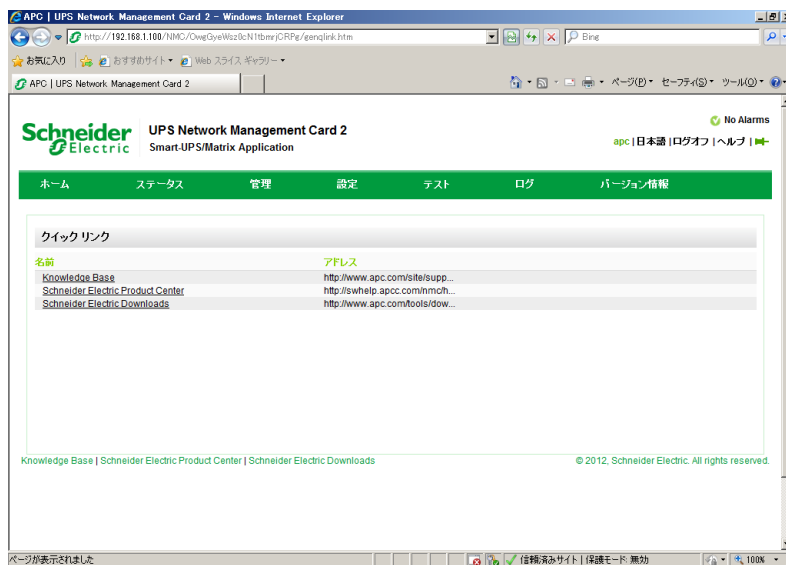 APC | UPS Network Management Card 2 - Windows Internet Explorer
http://192.168.1.100/NMC/OwgGyeWsz0cN1tbmrjCRPg/genqlink.htm
Bing
お気に入り おすすめサイト Web スライス ギャラリー
APC | UPS Network Management Card 2
ページ(P) セーフティ(S) ツール(O)
No Alarms
Schneider Electric
UPS Network Management Card 2
Smart-UPS/Matrix Application
apc | 日本語 | ログオフ | ヘルプ |
ホーム ステータス 管理 設定 テスト ログ バージョン情報
クイック リンク
名前 アドレス
Knowledge Base http://www.apc.com/site/supp...
Schneider Electric Product Center http://swhelp.apcc.com/nmc/h...
Schneider Electric Downloads http://www.apc.com/tools/dow...
Knowledge Base | Schneider Electric Product Center | Schneider Electric Downloads
© 2012, Schneider Electric. All rights reserved.
ページが表示されました 信頼済みサイト | 保護モード: 無効 100%